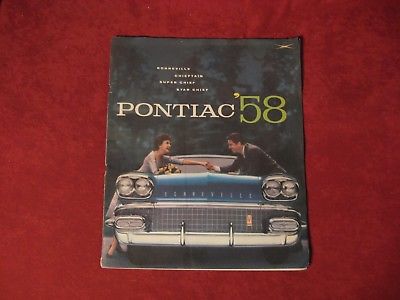 BONNEVILLE
CHIEFTAIN
SUPER CHIEF
STAR CHIEF
PONTIAC '58
BONNEVILLE